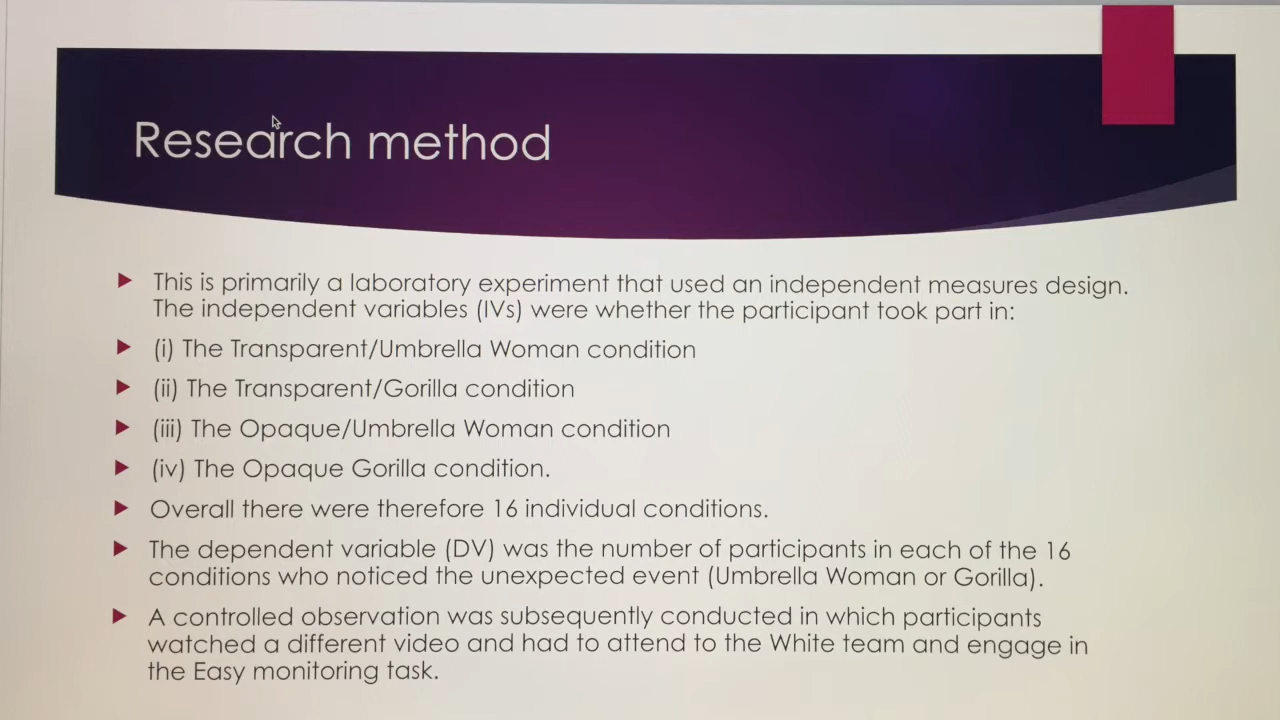 Research method
This is primarily a laboratory experiment that used an independent measures design.
The independent variables (IVs) were whether the participant took part in:
(i) The Transparent/Umbrella Woman condition
(ii) The Transparent/Gorilla condition
(iii) The Opaque/Umbrella Woman condition
(iv) The Opaque Gorilla condition.
Overall there were therefore 16 individual conditions.
The dependent variable (DV) was the number of participants in each of the 16
conditions who noticed the unexpected event (Umbrella Woman or Gorilla).
A controlled observation was subsequently conducted in which participants
watched a different video and had to attend to the White team and engage in
the Easy monitoring task.